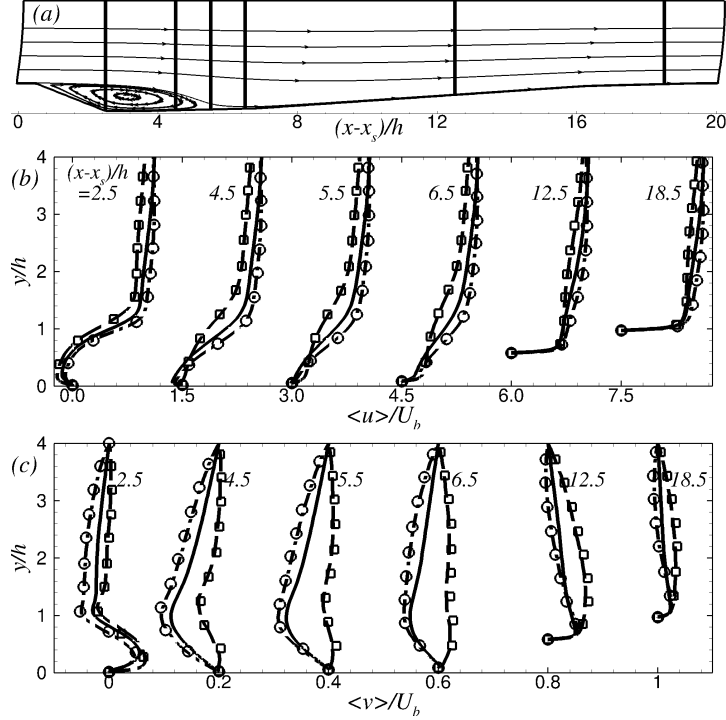 (a)
0 4 8 12 16 20
(x-xₛ)/h
(b)
(x-xₛ)/h
=2.5 4.5 5.5 6.5 12.5 18.5
4
3
2
1
0
y/h
0.0 1.5 3.0 4.5 6.0 7.5
<u>/U_b
(c)
2.5 4.5 5.5 6.5 12.5 18.5
4
3
2
1
0
y/h
0 0.2 0.4 0.6 0.8 1
<v>/U_b